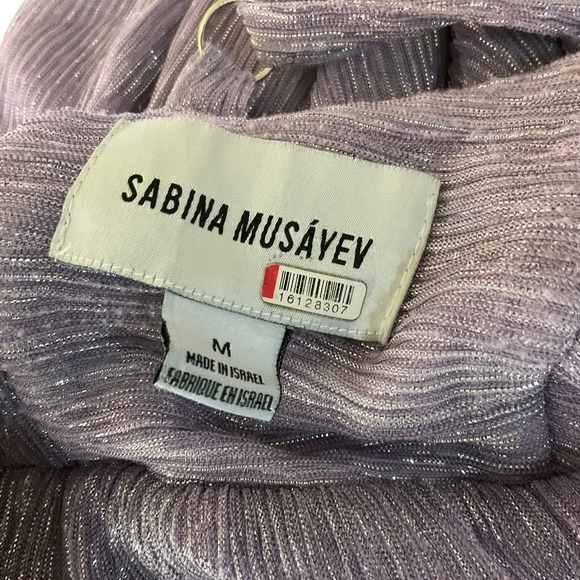 SABINA MUSÁYEV
16128307
M
MADE IN ISRAEL
FABRIQUE EN ISRAEL